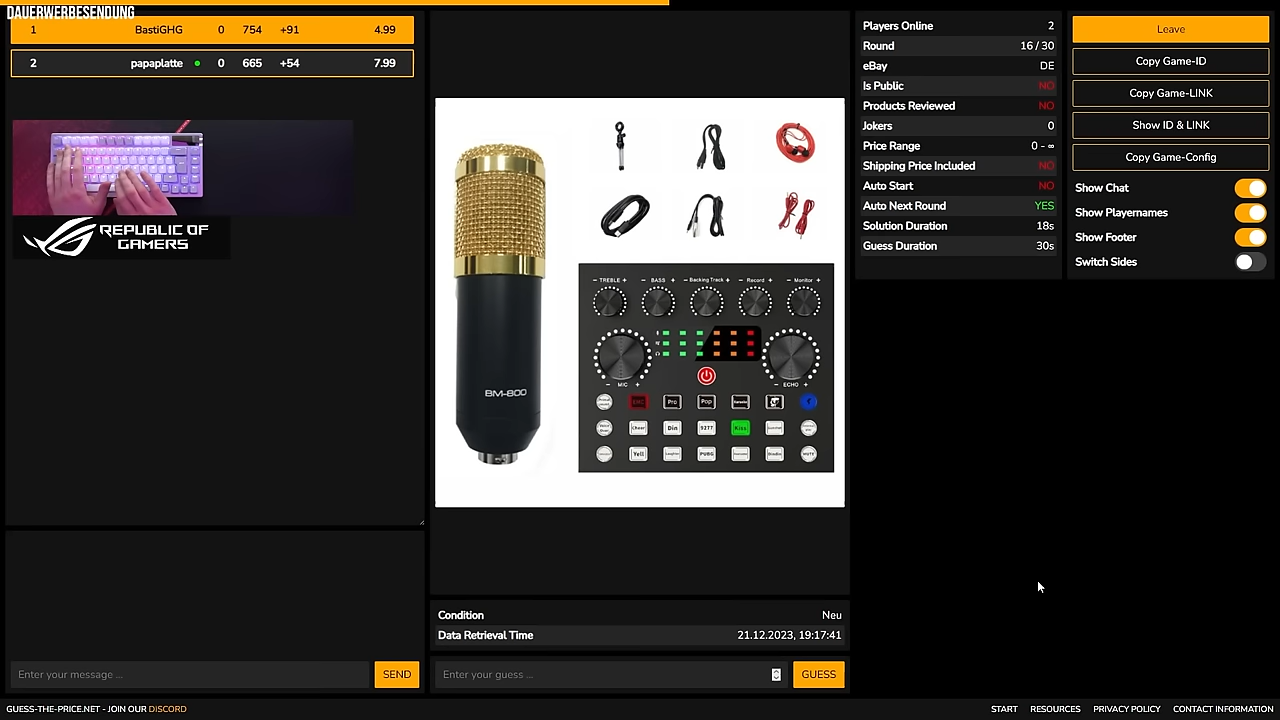 DAUERWERBESENDUNG
1 BastiGHG 0 754 +91 4.99
2 papaplatte 0 665 +54 7.99
REPUBLIC OF
GAMERS
Enter your message ...
SEND
BM-800
− TREBLE + − BASS + − Backing Track + − Record + − Monitor +
− MIC + − ECHO +
Pro Pop
Cheer Din 9277 Kiss
Yell PUBG MUTE
Condition Neu
Data Retrieval Time 21.12.2023, 19:17:41
Enter your guess ...
GUESS
Players Online 2
Round 16 / 30
eBay DE
Is Public NO
Products Reviewed NO
Jokers 0
Price Range 0 - ∞
Shipping Price Included NO
Auto Start NO
Auto Next Round YES
Solution Duration 18s
Guess Duration 30s
Leave
Copy Game-ID
Copy Game-LINK
Show ID & LINK
Copy Game-Config
Show Chat
Show Playernames
Show Footer
Switch Sides
GUESS-THE-PRICE.NET - JOIN OUR DISCORD
START RESOURCES PRIVACY POLICY CONTACT INFORMATION